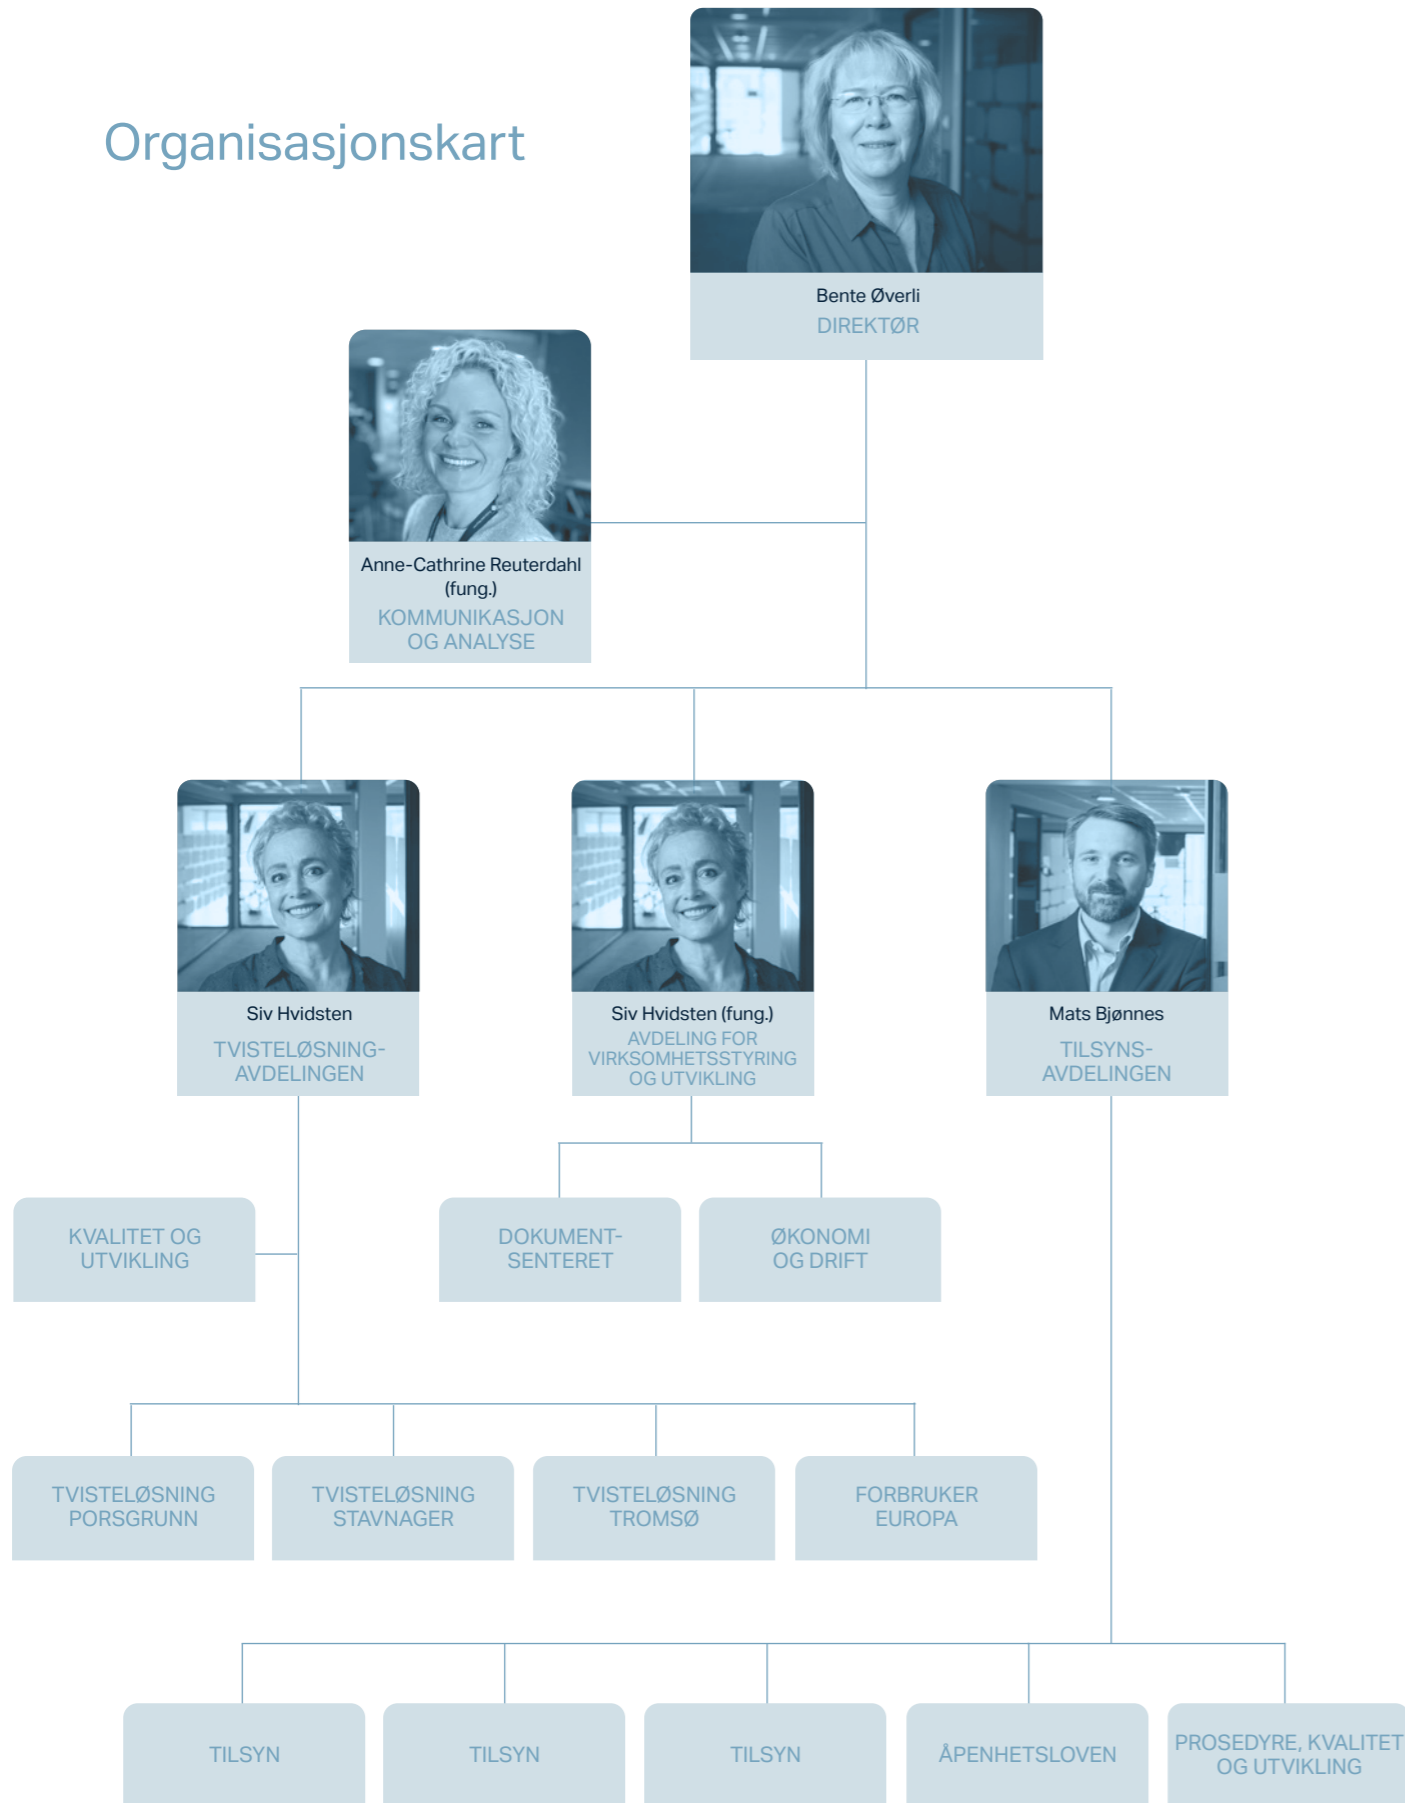 Organisasjonskart
Bente Øverli
DIREKTØR
Anne-Cathrine Reuterdahl
(fung.)
KOMMUNIKASJON
OG ANALYSE
Siv Hvidsten
TVISTELØSNING-
AVDELINGEN
Siv Hvidsten (fung.)
AVDELING FOR
VIRKSOMHETSSTYRING
OG UTVIKLING
Mats Bjønnes
TILSYNS-
AVDELINGEN
KVALITET OG
UTVIKLING
DOKUMENT-
SENTERET
ØKONOMI
OG DRIFT
TVISTELØSNING
PORSGRUNN
TVISTELØSNING
STAVNAGER
TVISTELØSNING
TROMSØ
FORBRUKER
EUROPA
TILSYN
TILSYN
TILSYN
ÅPENHETSLOVEN
PROSEDYRE, KVALITET
OG UTVIKLING